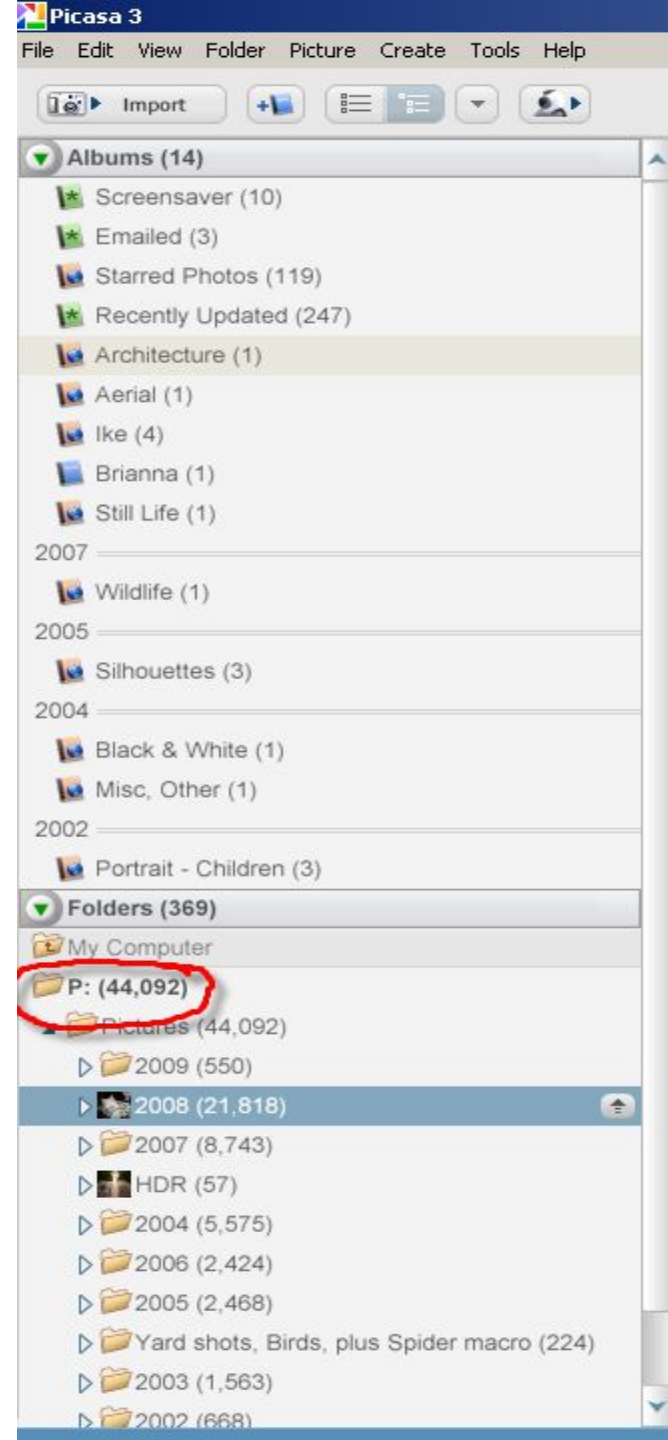 Picasa 3
File Edit View Folder Picture Create Tools Help
Import
Albums (14)
Screensaver (10)
Emailed (3)
Starred Photos (119)
Recently Updated (247)
Architecture (1)
Aerial (1)
Ike (4)
Brianna (1)
Still Life (1)
2007
Wildlife (1)
2005
Silhouettes (3)
2004
Black & White (1)
Misc, Other (1)
2002
Portrait - Children (3)
Folders (369)
My Computer
P: (44,092)
Pictures (44,092)
2009 (550)
2008 (21,818)
2007 (8,743)
HDR (57)
2004 (5,575)
2006 (2,424)
2005 (2,468)
Yard shots, Birds, plus Spider macro (224)
2003 (1,563)
2002 (668)